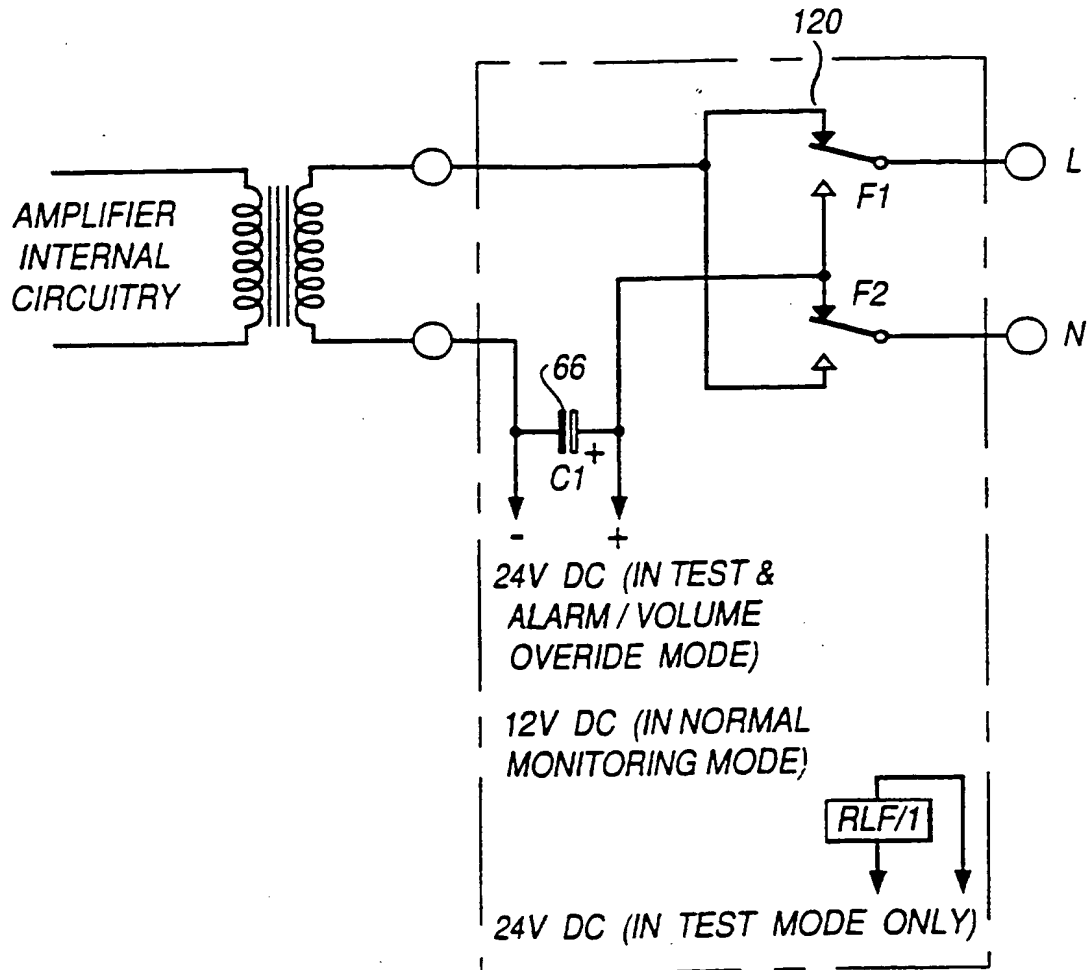 120
L
AMPLIFIER
INTERNAL
CIRCUITRY
F1
F2
N
66
C1
+
-
+
24V DC (IN TEST &
ALARM / VOLUME
OVERIDE MODE)
12V DC (IN NORMAL
MONITORING MODE)
RLF/1
24V DC (IN TEST MODE ONLY)